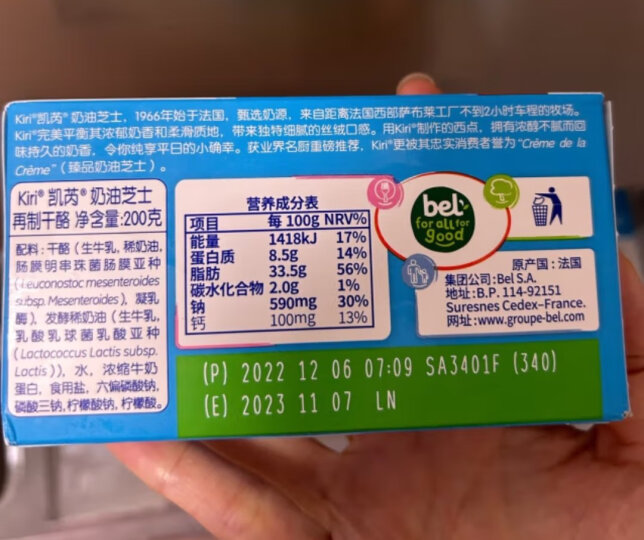 Kiri®凯芮®奶油芝士，1966年始于法国，甄选奶源，来自距离法国西部萨布莱工厂不到2小时车程的牧场。
Kiri®完美平衡其浓郁奶香和柔滑质地，带来独特细腻的丝绒口感。用Kiri®制作的西点，拥有浓醇不腻而回
味持久的奶香，令你纯享平日的小确幸。获业界名厨重磅推荐，Kiri®更被其忠实消费者誉为“Crème de la
Crème”（臻品奶油芝士）。
Kiri® 凯芮® 奶油芝士
再制干酪 净含量:200克
配料：干酪（生牛乳，稀奶油，
肠膜明串珠菌肠膜亚种
(Leuconostoc mesenteroides
subsp. Mesenteroides)，凝乳
酶），发酵稀奶油（生牛乳，
乳酸乳球菌乳酸亚种
(Lactococcus Lactis subsp.
Lactis)），水，浓缩牛奶
蛋白，食用盐，六偏磷酸钠，
磷酸三钠，柠檬酸钠，柠檬酸。
营养成分表
项目 每 100g NRV%
能量 1418kJ 17%
蛋白质 8.5g 14%
脂肪 33.5g 56%
碳水化合物 2.0g 1%
钠 590mg 30%
钙 100mg 13%
bel
for all for
good
原产国：法国
集团公司:Bel S.A.
地址:B.P. 114-92151
Suresnes Cedex-France.
网址:www.groupe-bel.com
(P) 2022 12 06 07:09 SA3401F (340)
(E) 2023 11 07 LN